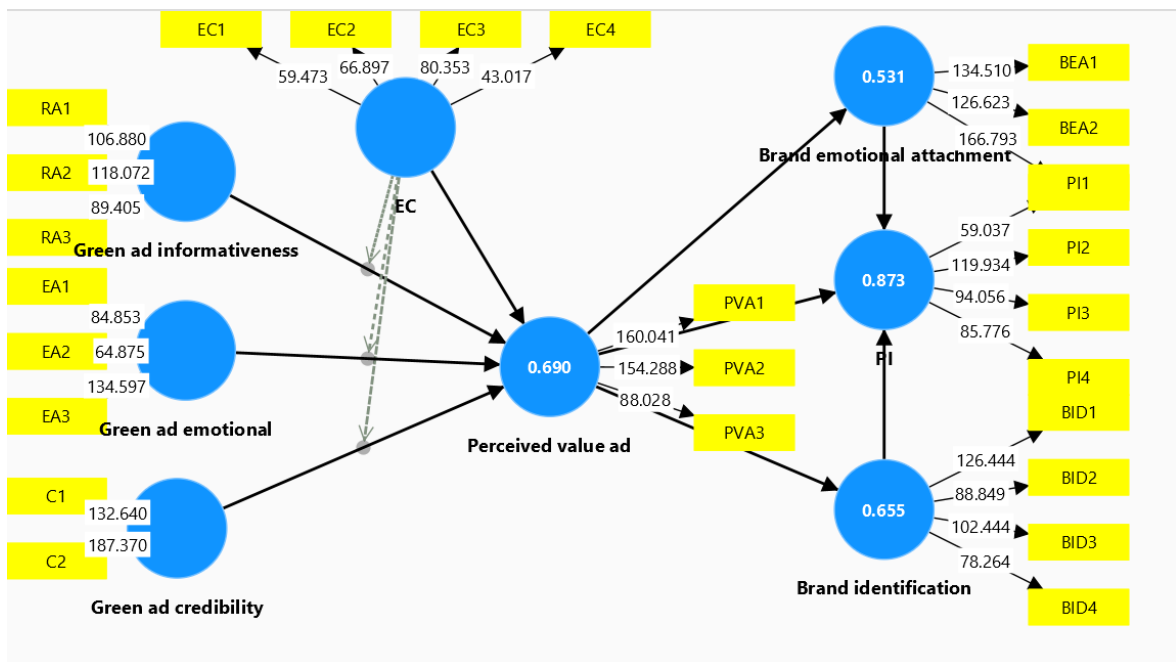 EC1
EC2
EC3
EC4
59.473
66.897
80.353
43.017
EC
RA1
RA2
RA3
106.880
118.072
89.405
Green ad informativeness
EA1
EA2
EA3
84.853
64.875
134.597
Green ad emotional
C1
C2
132.640
187.370
Green ad credibility
0.690
Perceived value ad
160.041
154.288
88.028
PVA1
PVA2
PVA3
0.531
Brand emotional attachment
134.510
126.623
166.793
BEA1
BEA2
0.873
PI
59.037
119.934
94.056
85.776
PI1
PI2
PI3
PI4
0.655
Brand identification
126.444
88.849
102.444
78.264
BID1
BID2
BID3
BID4